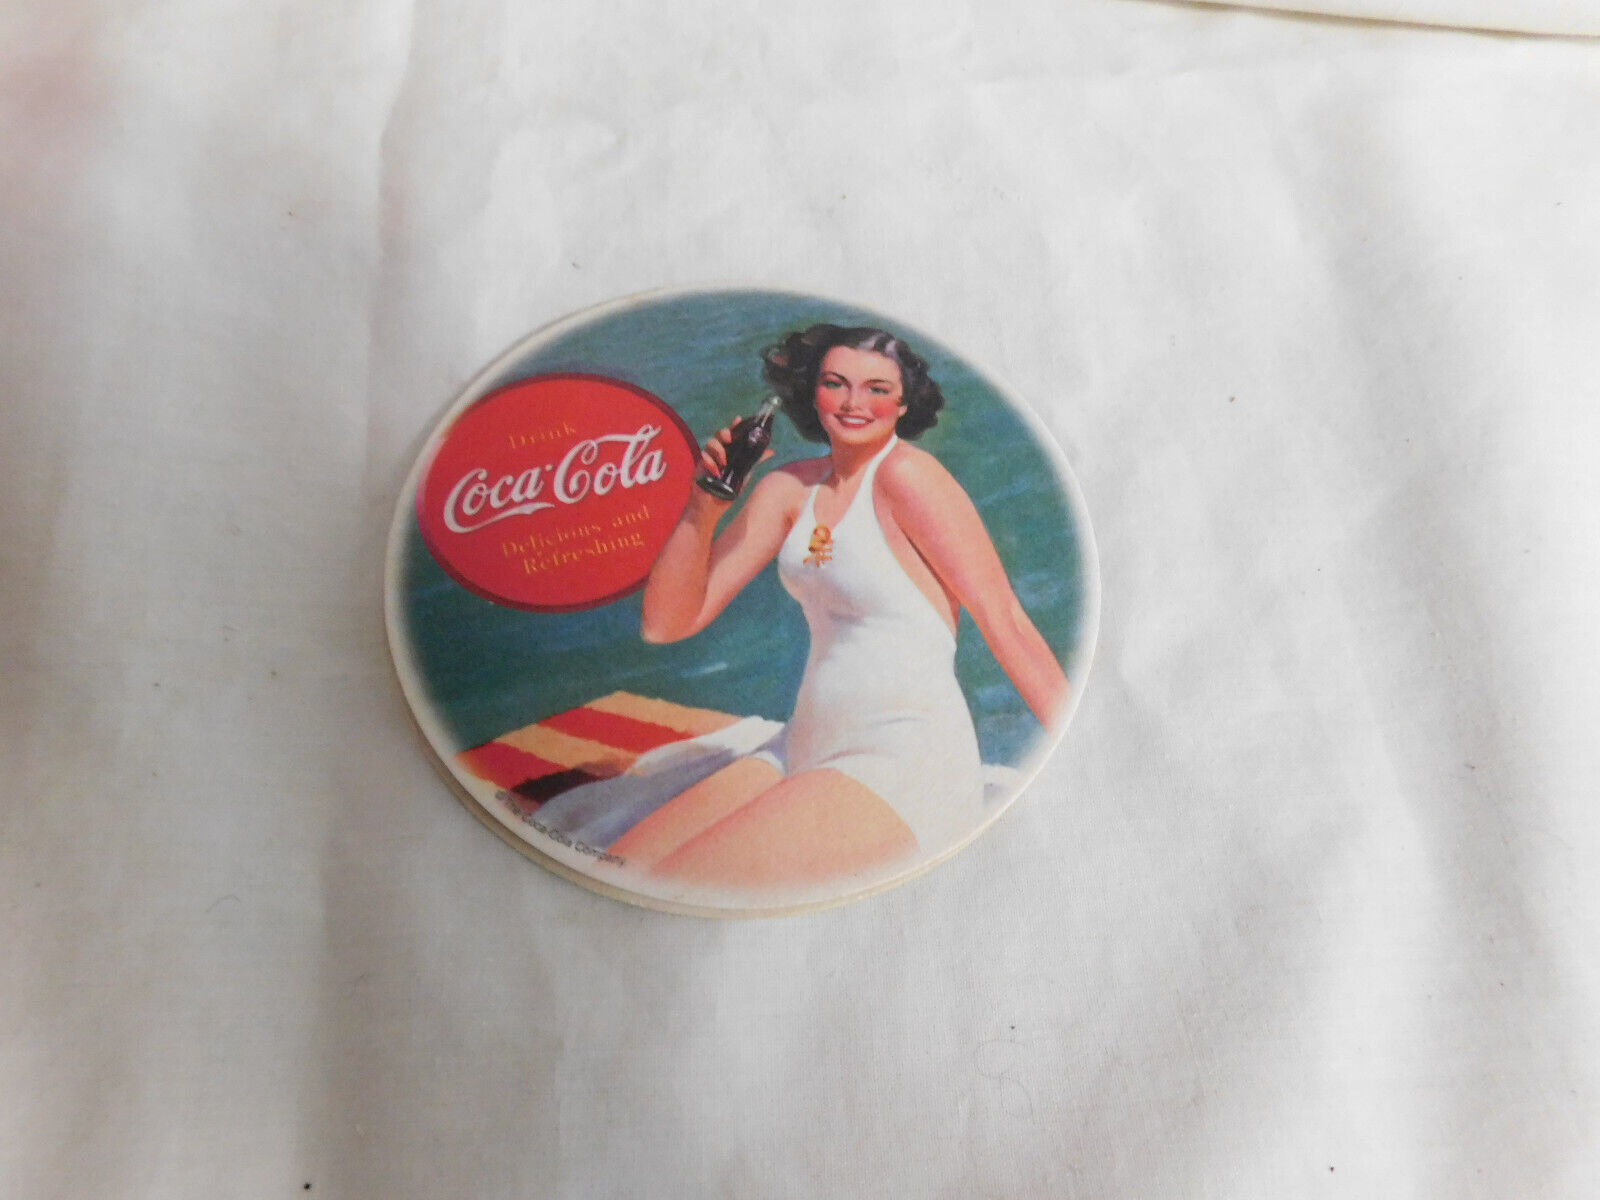 Drink
Coca-Cola
Delicious and
Refreshing
© The Coca-Cola Company